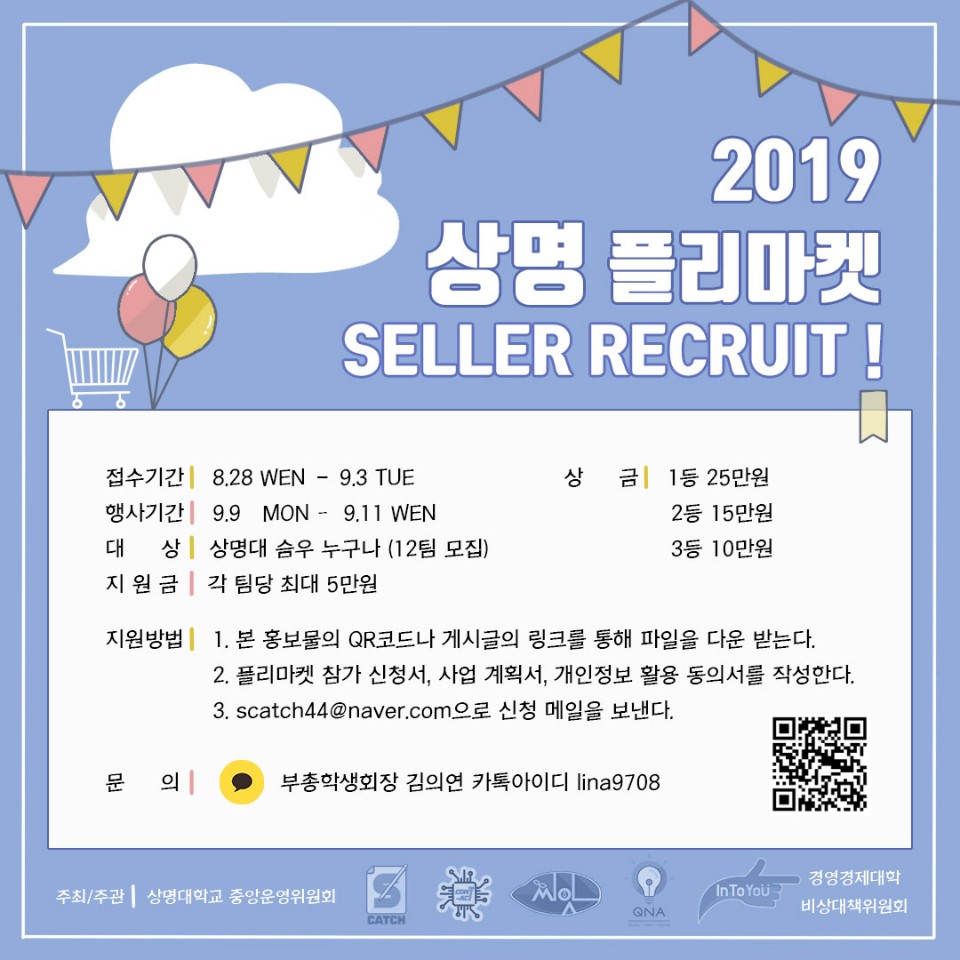 2019
상명 플리마켓
SELLER RECRUIT !
접수기간 8.28 WEN - 9.3 TUE
행사기간 9.9 MON - 9.11 WEN
대 상 상명대 슴우 누구나 (12팀 모집)
지 원 금 각 팀당 최대 5만원
상 금 1등 25만원
2등 15만원
3등 10만원
지원방법 1. 본 홍보물의 QR코드나 게시글의 링크를 통해 파일을 다운 받는다.
2. 플리마켓 참가 신청서, 사업 계획서, 개인정보 활용 동의서를 작성한다.
3. scatch44@naver.com으로 신청 메일을 보낸다.
문 의 부총학생회장 김의연 카톡아이디 lina9708
주최/주관 상명대학교 중앙운영위원회
CATCH
QNA
InToYoU
경영경제대학
비상대책위원회